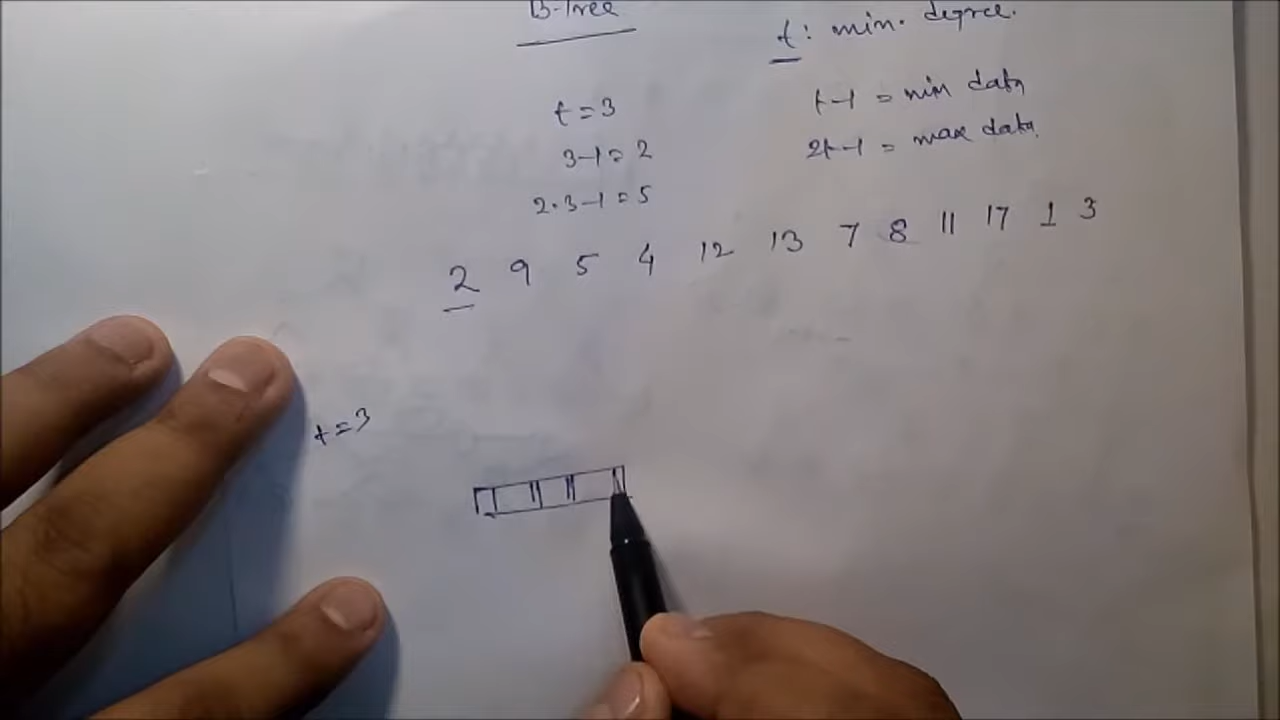 B-Tree
t : min. degree.
t = 3
t-1 = min data
3-1 = 2
2t-1 = max data.
2.3-1 = 5
2 9 5 4 12 13 7 8 11 17 1 3
t = 3